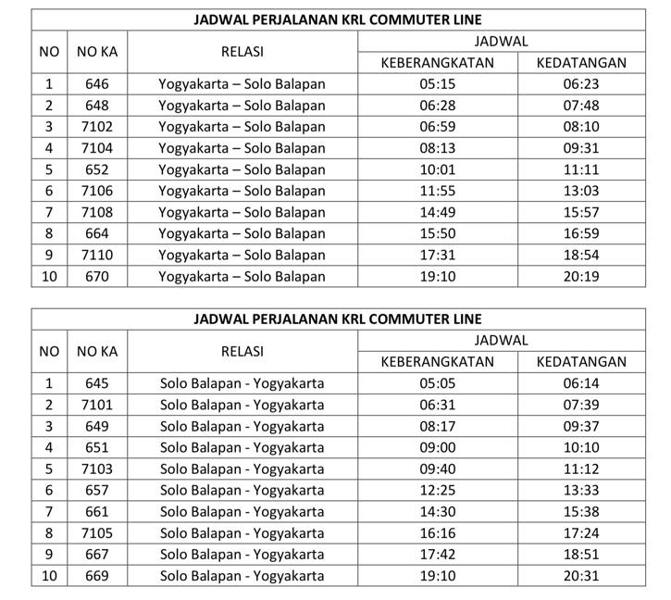 JADWAL PERJALANAN KRL COMMUTER LINE
NO NO KA RELASI JADWAL
KEBERANGKATAN KEDATANGAN
1 646 Yogyakarta – Solo Balapan 05:15 06:23
2 648 Yogyakarta – Solo Balapan 06:28 07:48
3 7102 Yogyakarta – Solo Balapan 06:59 08:10
4 7104 Yogyakarta – Solo Balapan 08:13 09:31
5 652 Yogyakarta – Solo Balapan 10:01 11:11
6 7106 Yogyakarta – Solo Balapan 11:55 13:03
7 7108 Yogyakarta – Solo Balapan 14:49 15:57
8 664 Yogyakarta – Solo Balapan 15:50 16:59
9 7110 Yogyakarta – Solo Balapan 17:31 18:54
10 670 Yogyakarta – Solo Balapan 19:10 20:19
JADWAL PERJALANAN KRL COMMUTER LINE
NO NO KA RELASI JADWAL
KEBERANGKATAN KEDATANGAN
1 645 Solo Balapan - Yogyakarta 05:05 06:14
2 7101 Solo Balapan - Yogyakarta 06:31 07:39
3 649 Solo Balapan - Yogyakarta 08:17 09:37
4 651 Solo Balapan - Yogyakarta 09:00 10:10
5 7103 Solo Balapan - Yogyakarta 09:40 11:12
6 657 Solo Balapan - Yogyakarta 12:25 13:33
7 661 Solo Balapan - Yogyakarta 14:30 15:38
8 7105 Solo Balapan - Yogyakarta 16:16 17:24
9 667 Solo Balapan - Yogyakarta 17:42 18:51
10 669 Solo Balapan - Yogyakarta 19:10 20:31